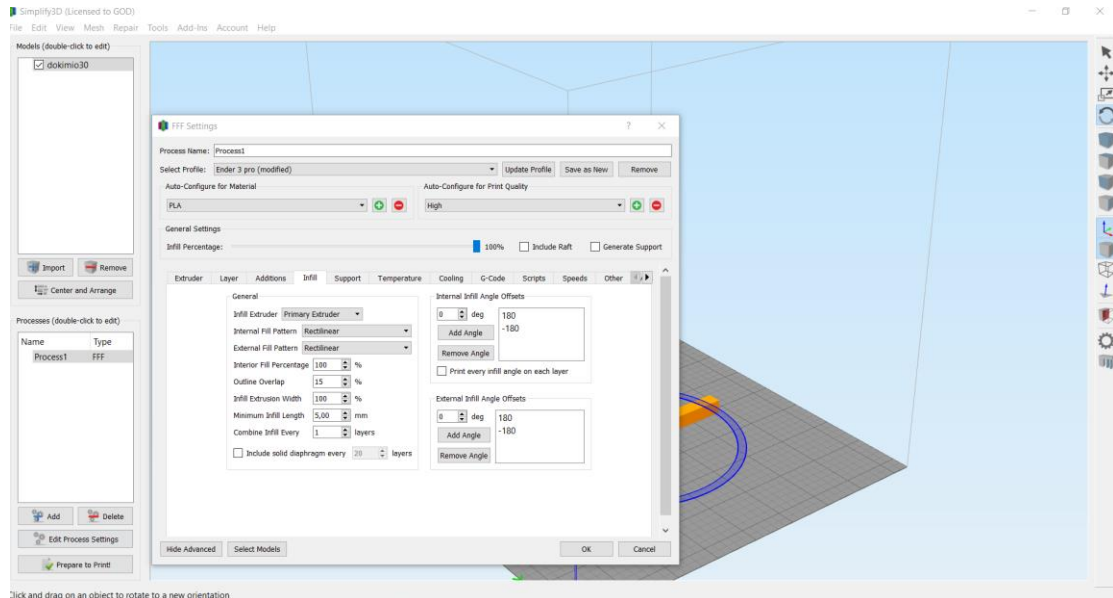 Simplify3D (Licensed to GOD)
File Edit View Mesh Repair Tools Add-Ins Account Help
Models (double-click to edit)
dokimio30
Import Remove
Center and Arrange
Processes (double-click to edit)
Name Type
Process1 FFF
Add Delete
Edit Process Settings
Prepare to Print!
FFF Settings ?
Process Name: Process1
Select Profile: Ender 3 pro (modified) Update Profile Save as New Remove
Auto-Configure for Material Auto-Configure for Print Quality
PLA High
General Settings
Infill Percentage: 100% Include Raft Generate Support
Extruder Layer Additions Infill Support Temperature Cooling G-Code Scripts Speeds Other
General
Infill Extruder Primary Extruder
Internal Fill Pattern Rectilinear
External Fill Pattern Rectilinear
Interior Fill Percentage 100 %
Outline Overlap 15 %
Infill Extrusion Width 100 %
Minimum Infill Length 5,00 mm
Combine Infill Every 1 layers
Include solid diaphragm every 20 layers
Internal Infill Angle Offsets
0 deg 180
-180
Add Angle
Remove Angle
Print every infill angle on each layer
External Infill Angle Offsets
0 deg 180
-180
Add Angle
Remove Angle
Hide Advanced Select Models OK Cancel
Click and drag on an object to rotate to a new orientation